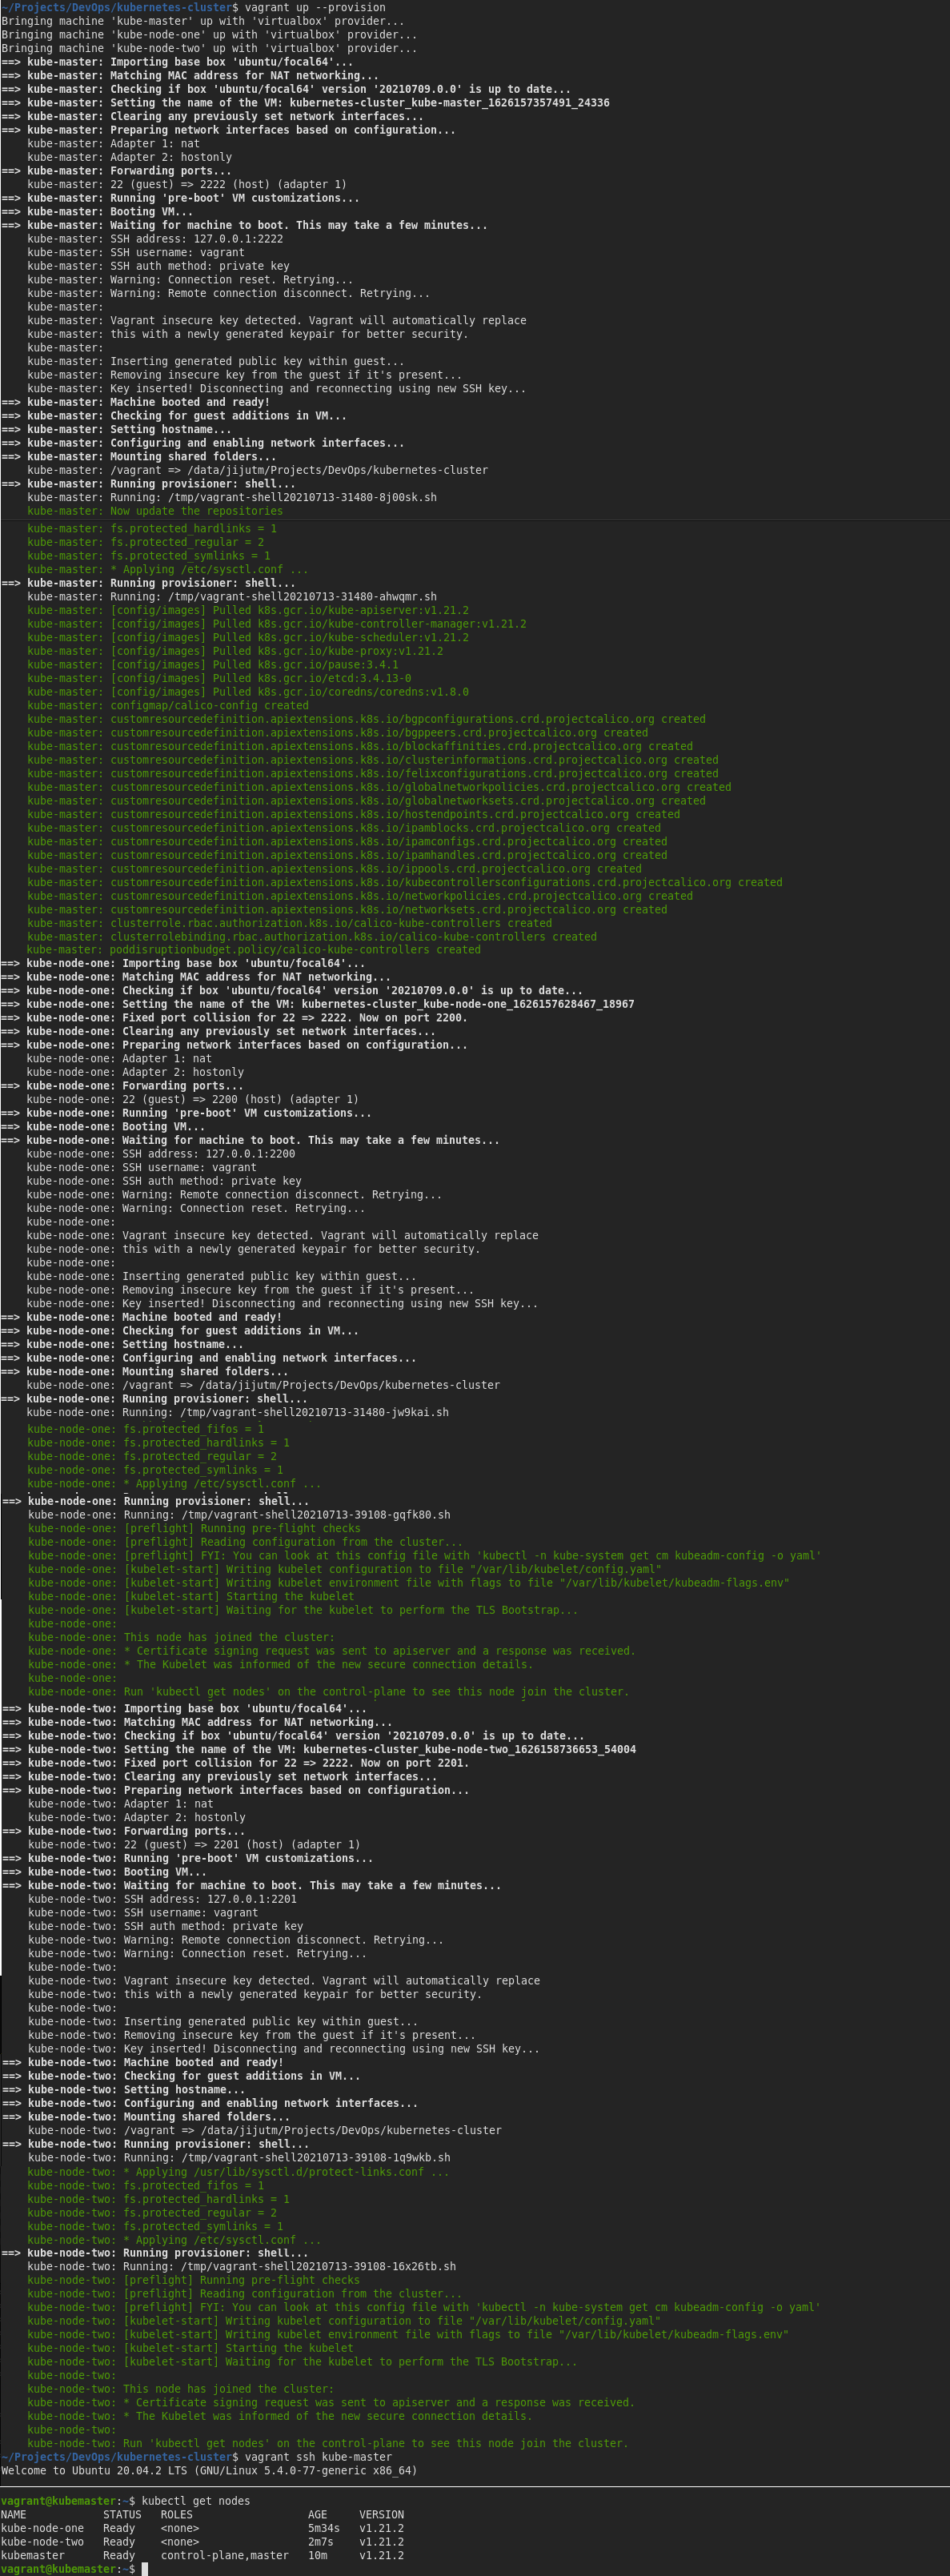 ~/Projects/DevOps/kubernetes-cluster$ vagrant up --provision
Bringing machine 'kube-master' up with 'virtualbox' provider...
Bringing machine 'kube-node-one' up with 'virtualbox' provider...
Bringing machine 'kube-node-two' up with 'virtualbox' provider...
==> kube-master: Importing base box 'ubuntu/focal64'...
==> kube-master: Matching MAC address for NAT networking...
==> kube-master: Checking if box 'ubuntu/focal64' version '20210709.0.0' is up to date...
==> kube-master: Setting the name of the VM: kubernetes-cluster_kube-master_1626157357491_24336
==> kube-master: Clearing any previously set network interfaces...
==> kube-master: Preparing network interfaces based on configuration...
    kube-master: Adapter 1: nat
    kube-master: Adapter 2: hostonly
==> kube-master: Forwarding ports...
    kube-master: 22 (guest) => 2222 (host) (adapter 1)
==> kube-master: Running 'pre-boot' VM customizations...
==> kube-master: Booting VM...
==> kube-master: Waiting for machine to boot. This may take a few minutes...
    kube-master: SSH address: 127.0.0.1:2222
    kube-master: SSH username: vagrant
    kube-master: SSH auth method: private key
    kube-master: Warning: Connection reset. Retrying...
    kube-master: Warning: Remote connection disconnect. Retrying...
    kube-master:
    kube-master: Vagrant insecure key detected. Vagrant will automatically replace
    kube-master: this with a newly generated keypair for better security.
    kube-master:
    kube-master: Inserting generated public key within guest...
    kube-master: Removing insecure key from the guest if it's present...
    kube-master: Key inserted! Disconnecting and reconnecting using new SSH key...
==> kube-master: Machine booted and ready!
==> kube-master: Checking for guest additions in VM...
==> kube-master: Setting hostname...
==> kube-master: Configuring and enabling network interfaces...
==> kube-master: Mounting shared folders...
    kube-master: /vagrant => /data/jijutm/Projects/DevOps/kubernetes-cluster
==> kube-master: Running provisioner: shell...
    kube-master: Running: /tmp/vagrant-shell20210713-31480-8j00sk.sh
    kube-master: Now update the repositories
    kube-master: fs.protected_hardlinks = 1
    kube-master: fs.protected_regular = 2
    kube-master: fs.protected_symlinks = 1
    kube-master: * Applying /etc/sysctl.conf ...
==> kube-master: Running provisioner: shell...
    kube-master: Running: /tmp/vagrant-shell20210713-31480-ahwqmr.sh
    kube-master: [config/images] Pulled k8s.gcr.io/kube-apiserver:v1.21.2
    kube-master: [config/images] Pulled k8s.gcr.io/kube-controller-manager:v1.21.2
    kube-master: [config/images] Pulled k8s.gcr.io/kube-scheduler:v1.21.2
    kube-master: [config/images] Pulled k8s.gcr.io/kube-proxy:v1.21.2
    kube-master: [config/images] Pulled k8s.gcr.io/pause:3.4.1
    kube-master: [config/images] Pulled k8s.gcr.io/etcd:3.4.13-0
    kube-master: [config/images] Pulled k8s.gcr.io/coredns/coredns:v1.8.0
    kube-master: configmap/calico-config created
    kube-master: customresourcedefinition.apiextensions.k8s.io/bgpconfigurations.crd.projectcalico.org created
    kube-master: customresourcedefinition.apiextensions.k8s.io/bgppeers.crd.projectcalico.org created
    kube-master: customresourcedefinition.apiextensions.k8s.io/blockaffinities.crd.projectcalico.org created
    kube-master: customresourcedefinition.apiextensions.k8s.io/clusterinformations.crd.projectcalico.org created
    kube-master: customresourcedefinition.apiextensions.k8s.io/felixconfigurations.crd.projectcalico.org created
    kube-master: customresourcedefinition.apiextensions.k8s.io/globalnetworkpolicies.crd.projectcalico.org created
    kube-master: customresourcedefinition.apiextensions.k8s.io/globalnetworksets.crd.projectcalico.org created
    kube-master: customresourcedefinition.apiextensions.k8s.io/hostendpoints.crd.projectcalico.org created
    kube-master: customresourcedefinition.apiextensions.k8s.io/ipamblocks.crd.projectcalico.org created
    kube-master: customresourcedefinition.apiextensions.k8s.io/ipamconfigs.crd.projectcalico.org created
    kube-master: customresourcedefinition.apiextensions.k8s.io/ipamhandles.crd.projectcalico.org created
    kube-master: customresourcedefinition.apiextensions.k8s.io/ippools.crd.projectcalico.org created
    kube-master: customresourcedefinition.apiextensions.k8s.io/kubecontrollersconfigurations.crd.projectcalico.org created
    kube-master: customresourcedefinition.apiextensions.k8s.io/networkpolicies.crd.projectcalico.org created
    kube-master: customresourcedefinition.apiextensions.k8s.io/networksets.crd.projectcalico.org created
    kube-master: clusterrole.rbac.authorization.k8s.io/calico-kube-controllers created
    kube-master: clusterrolebinding.rbac.authorization.k8s.io/calico-kube-controllers created
    kube-master: poddisruptionbudget.policy/calico-kube-controllers created
==> kube-node-one: Importing base box 'ubuntu/focal64'...
==> kube-node-one: Matching MAC address for NAT networking...
==> kube-node-one: Checking if box 'ubuntu/focal64' version '20210709.0.0' is up to date...
==> kube-node-one: Setting the name of the VM: kubernetes-cluster_kube-node-one_1626157628467_18967
==> kube-node-one: Fixed port collision for 22 => 2222. Now on port 2200.
==> kube-node-one: Clearing any previously set network interfaces...
==> kube-node-one: Preparing network interfaces based on configuration...
    kube-node-one: Adapter 1: nat
    kube-node-one: Adapter 2: hostonly
==> kube-node-one: Forwarding ports...
    kube-node-one: 22 (guest) => 2200 (host) (adapter 1)
==> kube-node-one: Running 'pre-boot' VM customizations...
==> kube-node-one: Booting VM...
==> kube-node-one: Waiting for machine to boot. This may take a few minutes...
    kube-node-one: SSH address: 127.0.0.1:2200
    kube-node-one: SSH username: vagrant
    kube-node-one: SSH auth method: private key
    kube-node-one: Warning: Remote connection disconnect. Retrying...
    kube-node-one: Warning: Connection reset. Retrying...
    kube-node-one:
    kube-node-one: Vagrant insecure key detected. Vagrant will automatically replace
    kube-node-one: this with a newly generated keypair for better security.
    kube-node-one:
    kube-node-one: Inserting generated public key within guest...
    kube-node-one: Removing insecure key from the guest if it's present...
    kube-node-one: Key inserted! Disconnecting and reconnecting using new SSH key...
==> kube-node-one: Machine booted and ready!
==> kube-node-one: Checking for guest additions in VM...
==> kube-node-one: Setting hostname...
==> kube-node-one: Configuring and enabling network interfaces...
==> kube-node-one: Mounting shared folders...
    kube-node-one: /vagrant => /data/jijutm/Projects/DevOps/kubernetes-cluster
==> kube-node-one: Running provisioner: shell...
    kube-node-one: Running: /tmp/vagrant-shell20210713-31480-jw9kai.sh
    kube-node-one: fs.protected_fifos = 1
    kube-node-one: fs.protected_hardlinks = 1
    kube-node-one: fs.protected_regular = 2
    kube-node-one: fs.protected_symlinks = 1
    kube-node-one: * Applying /etc/sysctl.conf ...
==> kube-node-one: Running provisioner: shell...
    kube-node-one: Running: /tmp/vagrant-shell20210713-39108-gqfk80.sh
    kube-node-one: [preflight] Running pre-flight checks
    kube-node-one: [preflight] Reading configuration from the cluster...
    kube-node-one: [preflight] FYI: You can look at this config file with 'kubectl -n kube-system get cm kubeadm-config -o yaml'
    kube-node-one: [kubelet-start] Writing kubelet configuration to file "/var/lib/kubelet/config.yaml"
    kube-node-one: [kubelet-start] Writing kubelet environment file with flags to file "/var/lib/kubelet/kubeadm-flags.env"
    kube-node-one: [kubelet-start] Starting the kubelet
    kube-node-one: [kubelet-start] Waiting for the kubelet to perform the TLS Bootstrap...
    kube-node-one:
    kube-node-one: This node has joined the cluster:
    kube-node-one: * Certificate signing request was sent to apiserver and a response was received.
    kube-node-one: * The Kubelet was informed of the new secure connection details.
    kube-node-one:
    kube-node-one: Run 'kubectl get nodes' on the control-plane to see this node join the cluster.
==> kube-node-two: Importing base box 'ubuntu/focal64'...
==> kube-node-two: Matching MAC address for NAT networking...
==> kube-node-two: Checking if box 'ubuntu/focal64' version '20210709.0.0' is up to date...
==> kube-node-two: Setting the name of the VM: kubernetes-cluster_kube-node-two_1626158736653_54004
==> kube-node-two: Fixed port collision for 22 => 2222. Now on port 2201.
==> kube-node-two: Clearing any previously set network interfaces...
==> kube-node-two: Preparing network interfaces based on configuration...
    kube-node-two: Adapter 1: nat
    kube-node-two: Adapter 2: hostonly
==> kube-node-two: Forwarding ports...
    kube-node-two: 22 (guest) => 2201 (host) (adapter 1)
==> kube-node-two: Running 'pre-boot' VM customizations...
==> kube-node-two: Booting VM...
==> kube-node-two: Waiting for machine to boot. This may take a few minutes...
    kube-node-two: SSH address: 127.0.0.1:2201
    kube-node-two: SSH username: vagrant
    kube-node-two: SSH auth method: private key
    kube-node-two: Warning: Remote connection disconnect. Retrying...
    kube-node-two: Warning: Connection reset. Retrying...
    kube-node-two:
    kube-node-two: Vagrant insecure key detected. Vagrant will automatically replace
    kube-node-two: this with a newly generated keypair for better security.
    kube-node-two:
    kube-node-two: Inserting generated public key within guest...
    kube-node-two: Removing insecure key from the guest if it's present...
    kube-node-two: Key inserted! Disconnecting and reconnecting using new SSH key...
==> kube-node-two: Machine booted and ready!
==> kube-node-two: Checking for guest additions in VM...
==> kube-node-two: Setting hostname...
==> kube-node-two: Configuring and enabling network interfaces...
==> kube-node-two: Mounting shared folders...
    kube-node-two: /vagrant => /data/jijutm/Projects/DevOps/kubernetes-cluster
==> kube-node-two: Running provisioner: shell...
    kube-node-two: Running: /tmp/vagrant-shell20210713-39108-1q9wkb.sh
    kube-node-two: * Applying /usr/lib/sysctl.d/protect-links.conf ...
    kube-node-two: fs.protected_fifos = 1
    kube-node-two: fs.protected_hardlinks = 1
    kube-node-two: fs.protected_regular = 2
    kube-node-two: fs.protected_symlinks = 1
    kube-node-two: * Applying /etc/sysctl.conf ...
==> kube-node-two: Running provisioner: shell...
    kube-node-two: Running: /tmp/vagrant-shell20210713-39108-16x26tb.sh
    kube-node-two: [preflight] Running pre-flight checks
    kube-node-two: [preflight] Reading configuration from the cluster...
    kube-node-two: [preflight] FYI: You can look at this config file with 'kubectl -n kube-system get cm kubeadm-config -o yaml'
    kube-node-two: [kubelet-start] Writing kubelet configuration to file "/var/lib/kubelet/config.yaml"
    kube-node-two: [kubelet-start] Writing kubelet environment file with flags to file "/var/lib/kubelet/kubeadm-flags.env"
    kube-node-two: [kubelet-start] Starting the kubelet
    kube-node-two: [kubelet-start] Waiting for the kubelet to perform the TLS Bootstrap...
    kube-node-two:
    kube-node-two: This node has joined the cluster:
    kube-node-two: * Certificate signing request was sent to apiserver and a response was received.
    kube-node-two: * The Kubelet was informed of the new secure connection details.
    kube-node-two:
    kube-node-two: Run 'kubectl get nodes' on the control-plane to see this node join the cluster.
~/Projects/DevOps/kubernetes-cluster$ vagrant ssh kube-master
Welcome to Ubuntu 20.04.2 LTS (GNU/Linux 5.4.0-77-generic x86_64)
vagrant@kubemaster:~$ kubectl get nodes
NAME            STATUS   ROLES                  AGE     VERSION
kube-node-one   Ready    <none>                 5m34s   v1.21.2
kube-node-two   Ready    <none>                 2m7s    v1.21.2
kubemaster      Ready    control-plane,master   10m     v1.21.2
vagrant@kubemaster:~$